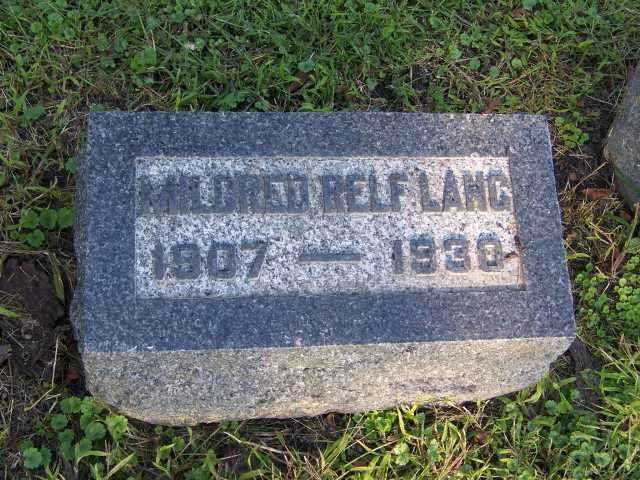 MILDRED RELF LANG
1907 — 1930